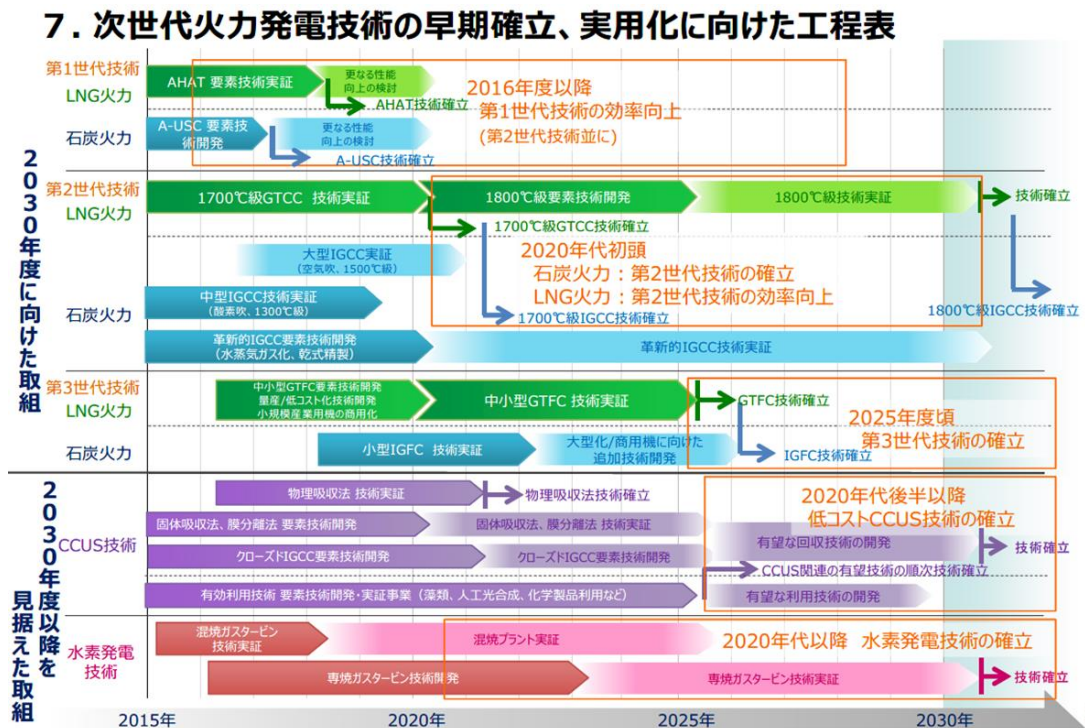 7. 次世代火力発電技術の早期確立、実用化に向けた工程表
2030年度に向けた取組
第1世代技術
LNG火力
AHAT 要素技術実証
更なる性能
向上の検討
AHAT技術確立
石炭火力
A-USC 要素技
術開発
更なる性能
向上の検討
A-USC技術確立
2016年度以降
第1世代技術の効率向上
(第2世代技術並に)
第2世代技術
LNG火力
1700℃級GTCC 技術実証
1800℃級要素技術開発
1800℃級技術実証
技術確立
1700℃級GTCC技術確立
大型IGCC実証
(空気吹、1500℃級)
2020年代初頭
石炭火力：第2世代技術の確立
LNG火力：第2世代技術の効率向上
石炭火力
中型IGCC技術実証
(酸素吹、1300℃級)
1700℃級IGCC技術確立
1800℃級IGCC技術確立
革新的IGCC要素技術開発
(水蒸気ガス化、乾式精製)
革新的IGCC技術実証
第3世代技術
LNG火力
中小型GTFC要素技術開発
量産/低コスト化技術開発
小規模産業用機の商用化
中小型GTFC 技術実証
GTFC技術確立
2025年度頃
第3世代技術の確立
石炭火力
小型IGFC 技術実証
大型化/商用機に向けた
追加技術開発
IGFC技術確立
2030年度以降を
見据えた取組
CCUS技術
物理吸収法 技術実証
物理吸収法技術確立
2020年代後半以降
低コストCCUS技術の確立
固体吸収法、膜分離法 要素技術開発
固体吸収法、膜分離法 技術実証
有望な回収技術の開発
技術確立
クローズドIGCC要素技術開発
クローズドIGCC要素技術開発
CCUS関連の有望技術の順次技術確立
有効利用技術 要素技術開発・実証事業（藻類、人工光合成、化学製品利用など）
有望な利用技術の開発
水素発電
技術
混焼ガスタービン
技術実証
混焼プラント実証
2020年代以降 水素発電技術の確立
専焼ガスタービン技術開発
専焼ガスタービン技術実証
技術確立
2015年
2020年
2025年
2030年